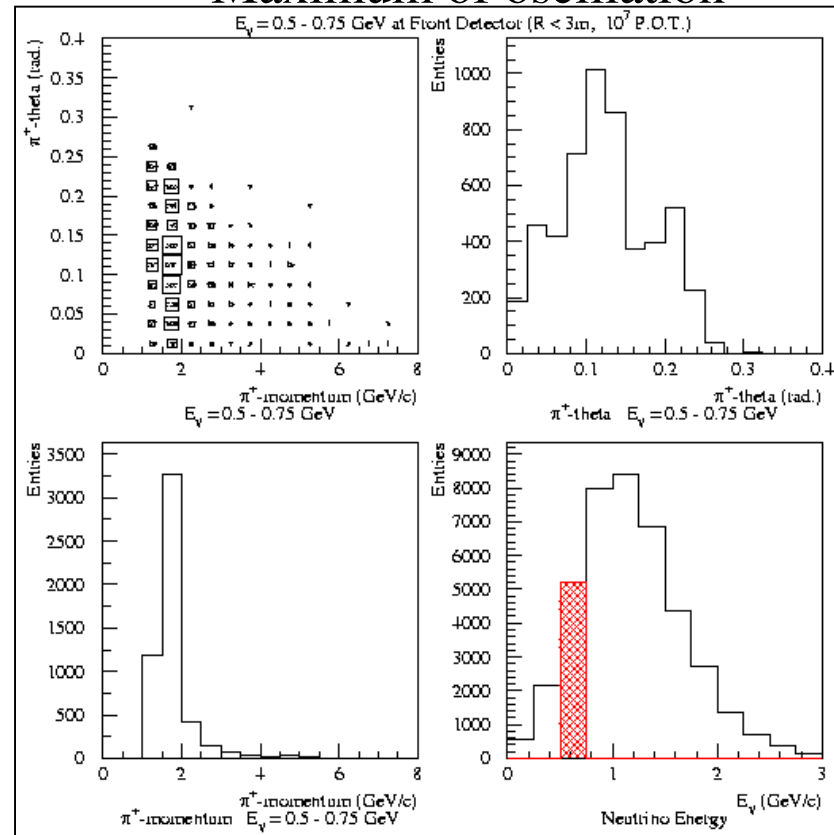 Maximum of oscillation
E_ν = 0.5 - 0.75 GeV at Front Detector (R < 3m, 10^7 P.O.T.)
π^+-theta (rad.)
0.4
0.35
0.3
0.25
0.2
0.15
0.1
0.05
0
0 2 4 6 8
π^+-momentum (GeV/c)
E_ν = 0.5 - 0.75 GeV
Entries
1000
800
600
400
200
0
0 0.1 0.2 0.3 0.4
π^+-theta (rad.)
π^+-theta E_ν = 0.5 - 0.75 GeV
Entries
3500
3000
2500
2000
1500
1000
500
0
0 2 4 6 8
π^+-momentum (GeV/c)
π^+-momentum E_ν = 0.5 - 0.75 GeV
Entries
9000
8000
7000
6000
5000
4000
3000
2000
1000
0
0 1 2 3
E_ν (GeV/c)
Neutrino Energy